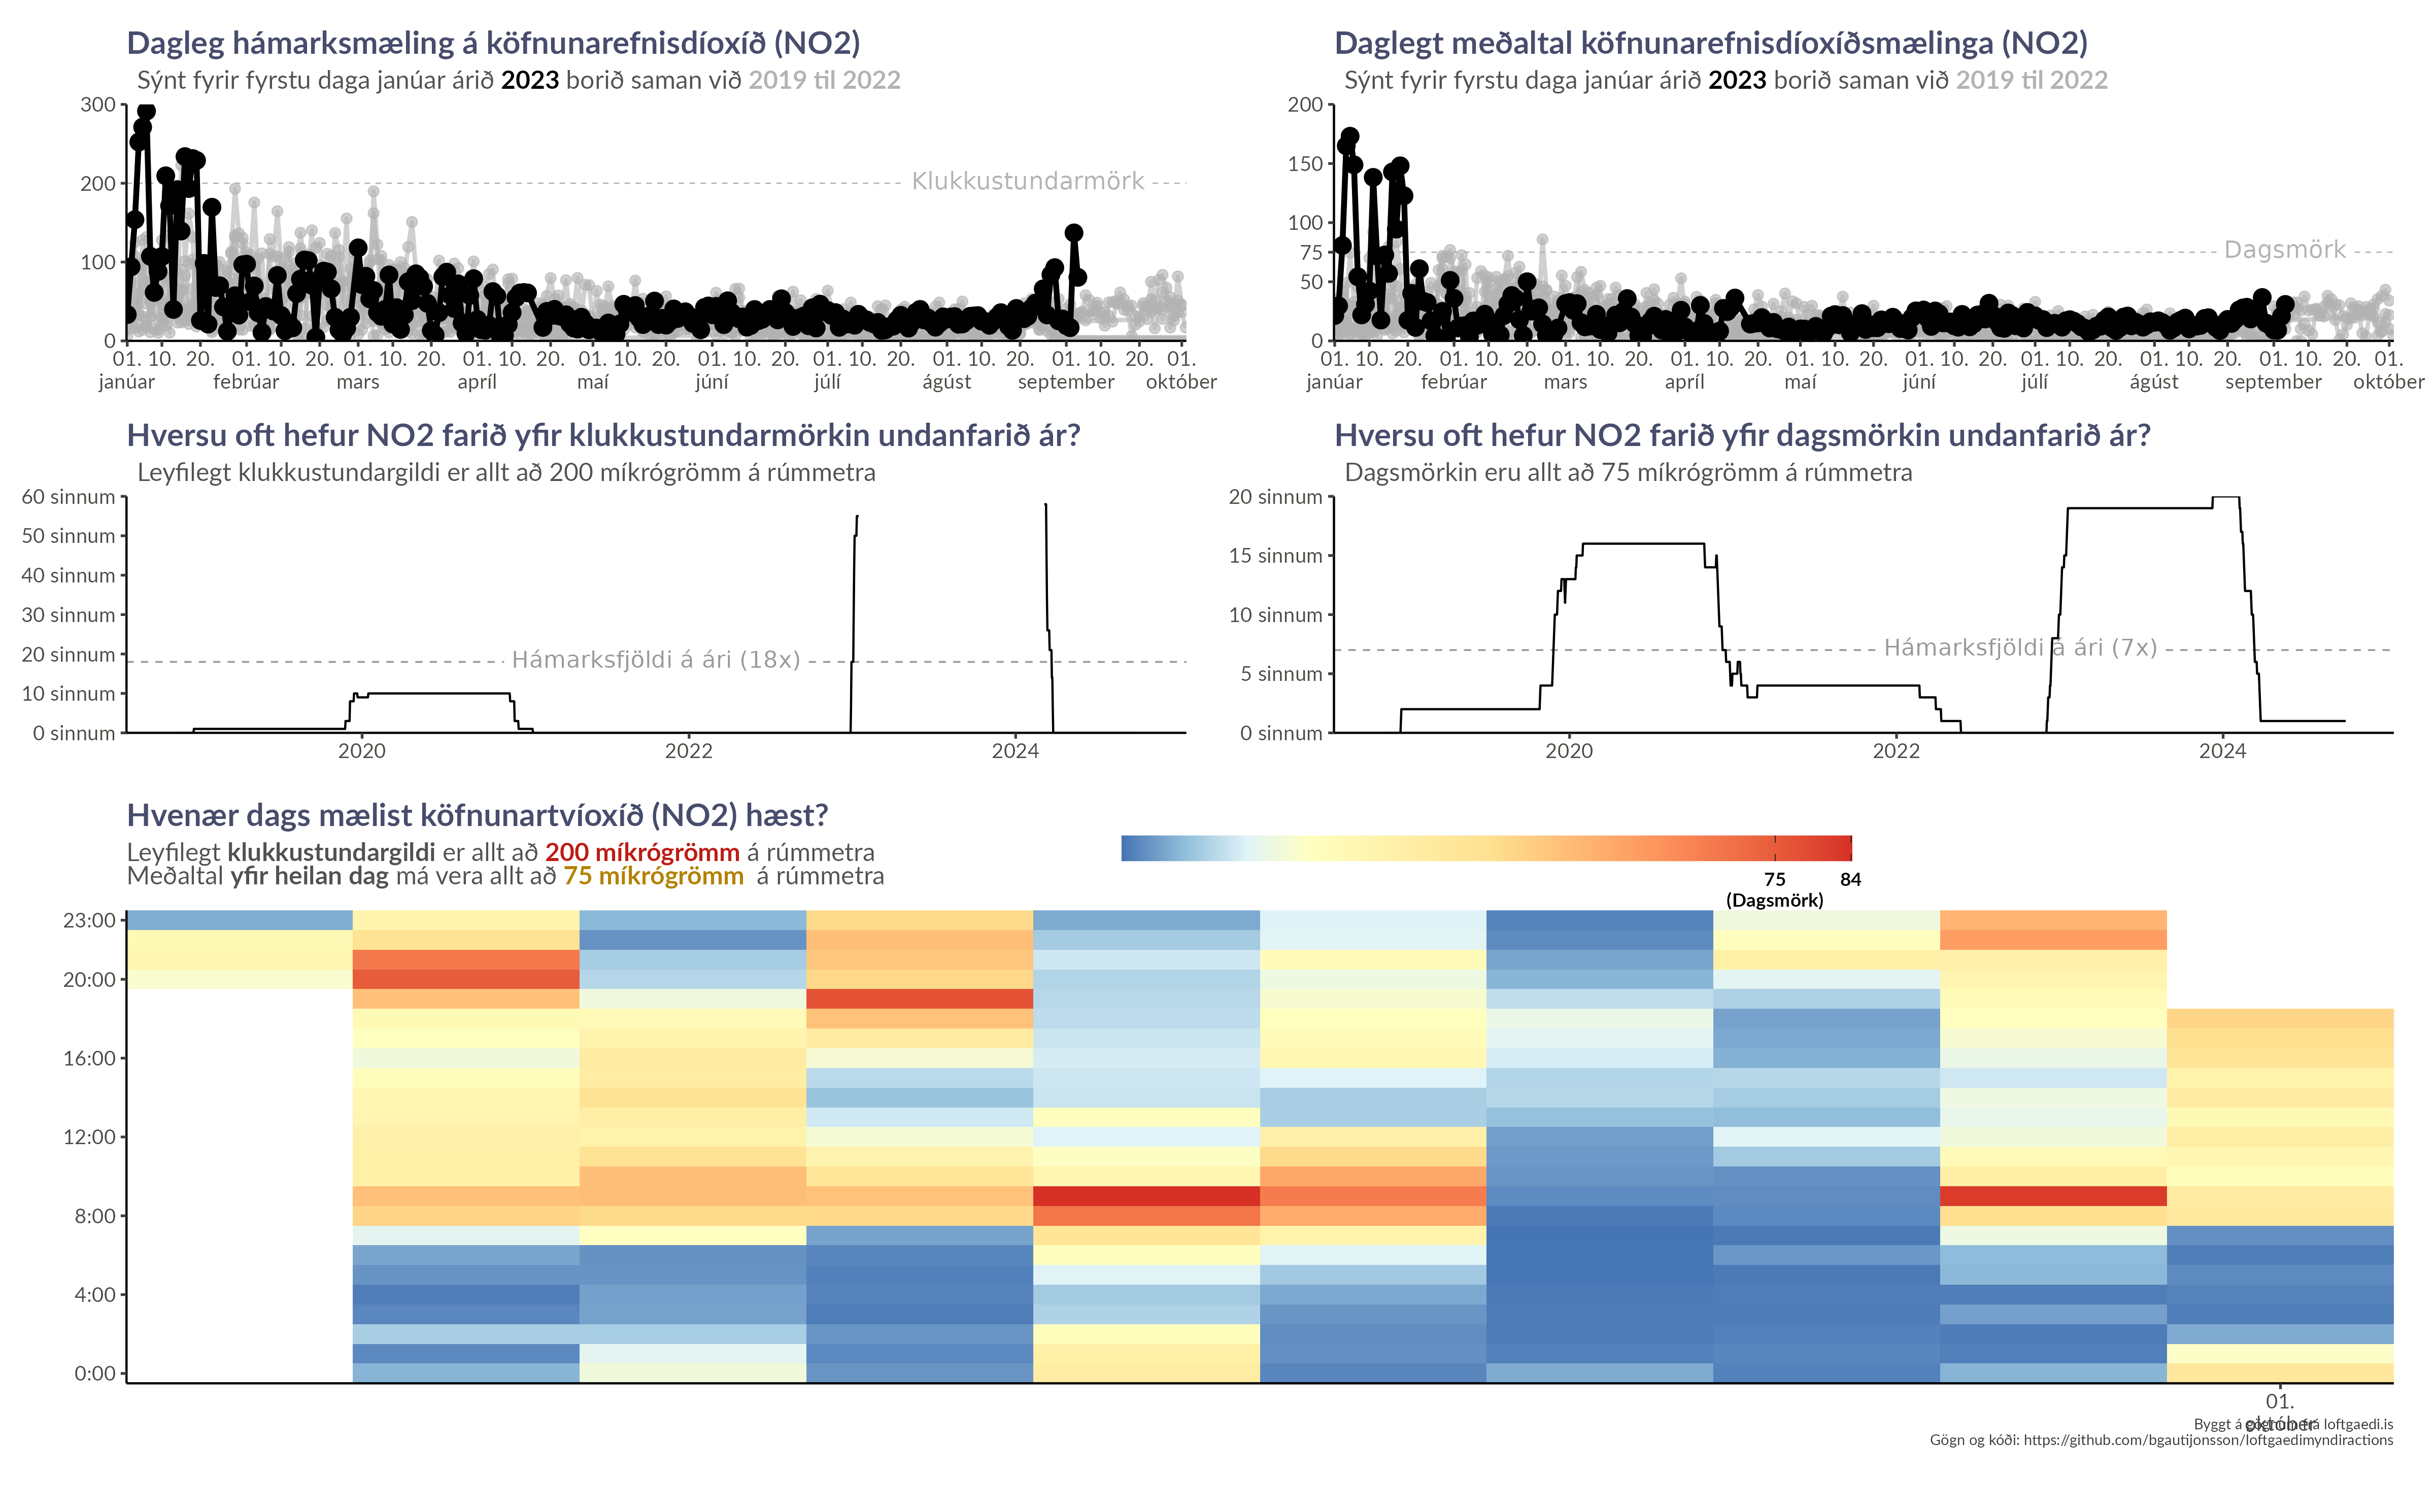 Dagleg hámarksmæling á köfnunarefnisdíoxíð (NO2)
Sýnt fyrir fyrstu daga janúar árið 2023 borið saman við 2019 til 2022
300
200
100
0
Klukkustundarmörk
01. 10. 20. 01. 10. 20. 01. 10. 20. 01. 10. 20. 01. 10. 20. 01. 10. 20. 01. 10. 20. 01. 10. 20. 01. 10. 20. 01.
janúar febrúar mars apríl maí júní júlí ágúst september október
Daglegt meðaltal köfnunarefnisdíoxíðsmælinga (NO2)
Sýnt fyrir fyrstu daga janúar árið 2023 borið saman við 2019 til 2022
200
150
100
75
50
0
Dagsmörk
01. 10. 20. 01. 10. 20. 01. 10. 20. 01. 10. 20. 01. 10. 20. 01. 10. 20. 01. 10. 20. 01. 10. 20. 01. 10. 20. 01.
janúar febrúar mars apríl maí júní júlí ágúst september október
Hversu oft hefur NO2 farið yfir klukkustundarmörkin undanfarið ár?
Leyfilegt klukkustundargildi er allt að 200 míkrógrömm á rúmmetra
60 sinnum
50 sinnum
40 sinnum
30 sinnum
20 sinnum
10 sinnum
0 sinnum
Hámarksfjöldi á ári (18x)
2020 2022 2024
Hversu oft hefur NO2 farið yfir dagsmörkin undanfarið ár?
Dagsmörkin eru allt að 75 míkrógrömm á rúmmetra
20 sinnum
15 sinnum
10 sinnum
5 sinnum
0 sinnum
Hámarksfjöldi á ári (7x)
2020 2022 2024
Hvenær dags mælist köfnunartvíoxíð (NO2) hæst?
Leyfilegt klukkustundargildi er allt að 200 míkrógrömm á rúmmetra
Meðaltal yfir heilan dag má vera allt að 75 míkrógrömm á rúmmetra
75 84
(Dagsmörk)
23:00
20:00
16:00
12:00
8:00
4:00
0:00
01.
október
Byggt á gögnum frá loftgaedi.is
Gögn og kóði: https://github.com/bgautijonsson/loftgaedimyndiractions